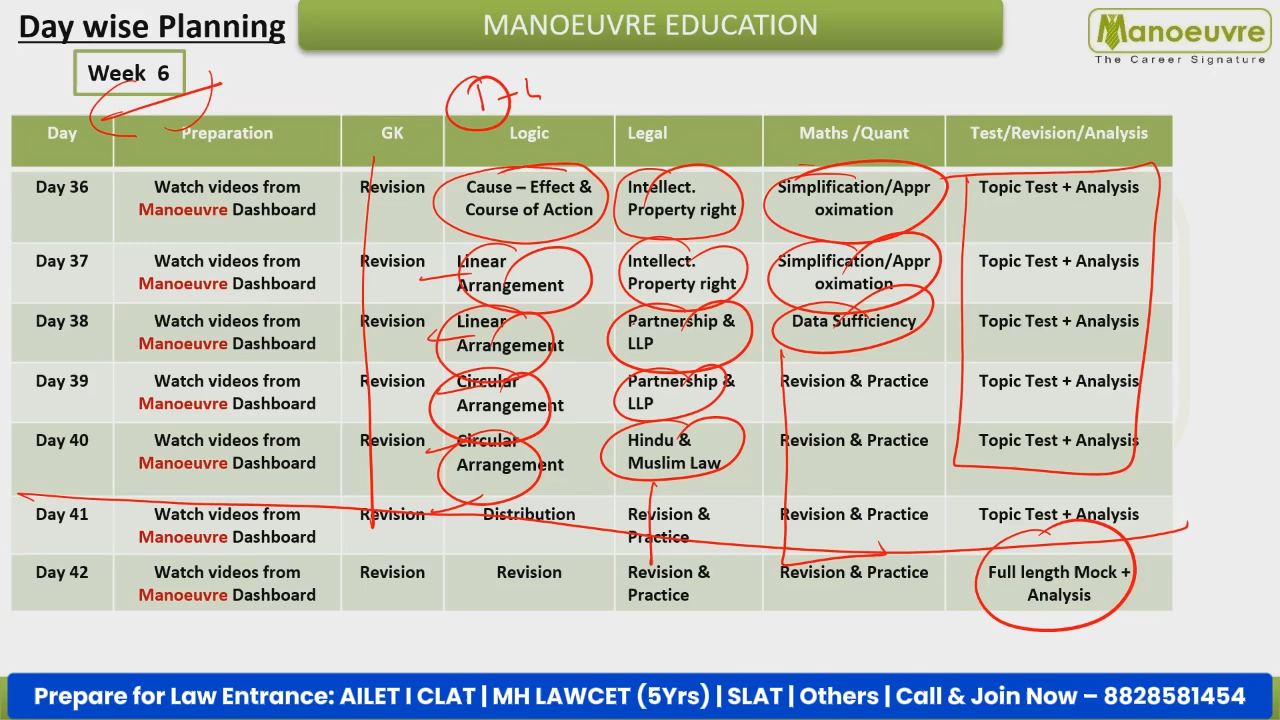 Day wise Planning
MANOEUVRE EDUCATION
Manoeuvre
The Career Signature
Week 6
Day Preparation GK Logic Legal Maths /Quant Test/Revision/Analysis
Day 36 Watch videos from Revision Cause – Effect & Intellect. Simplification/Appr Topic Test + Analysis
Manoeuvre Dashboard Course of Action Property right oximation
Day 37 Watch videos from Revision Linear Intellect. Simplification/Appr Topic Test + Analysis
Manoeuvre Dashboard Arrangement Property right oximation
Day 38 Watch videos from Revision Linear Partnership & Data Sufficiency Topic Test + Analysis
Manoeuvre Dashboard Arrangement LLP
Day 39 Watch videos from Revision Circular Partnership & Revision & Practice Topic Test + Analysis
Manoeuvre Dashboard Arrangement LLP
Day 40 Watch videos from Revision Circular Hindu & Revision & Practice Topic Test + Analysis
Manoeuvre Dashboard Arrangement Muslim Law
Day 41 Watch videos from Revision Distribution Revision & Revision & Practice Topic Test + Analysis
Manoeuvre Dashboard Practice
Day 42 Watch videos from Revision Revision Revision & Revision & Practice Full length Mock +
Manoeuvre Dashboard Practice Analysis
Prepare for Law Entrance: AILET I CLAT | MH LAWCET (5Yrs) | SLAT | Others | Call & Join Now – 8828581454